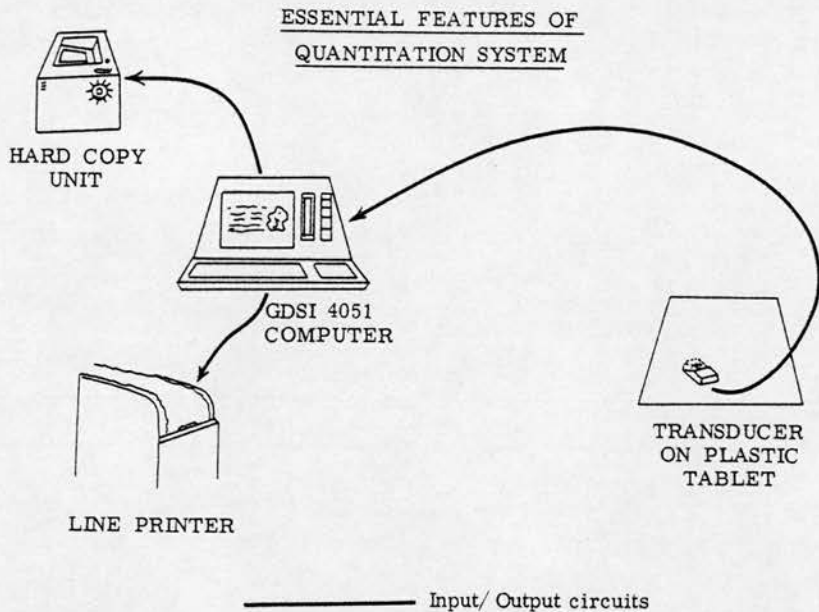 ESSENTIAL FEATURES OF
QUANTITATION SYSTEM
HARD COPY
UNIT
GDSI 4051
COMPUTER
LINE PRINTER
TRANSDUCER
ON PLASTIC
TABLET
Input/ Output circuits